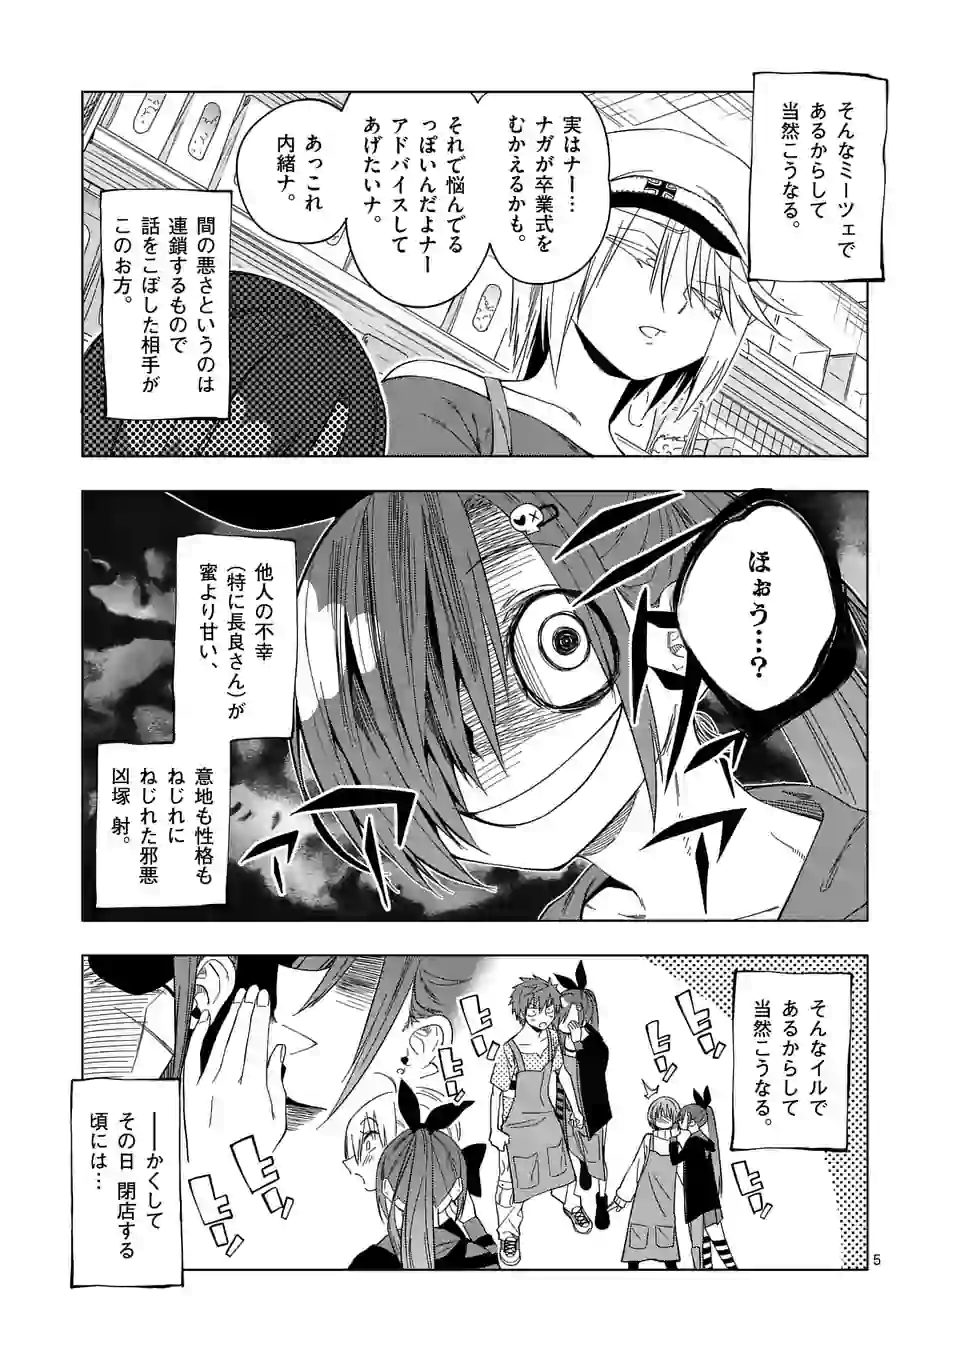 そんなミーツェで
あるからして
当然こうなる。
実はナー…
ナガが卒業式を
むかえるかも。
それで悩んでる
っぽいんだよナー
アドバイスして
あげたいナ。
あっこれ
内緒ナ。
間の悪さというのは
連鎖するもので
話をこぼした相手が
このお方。
ほぉう…?
他人の不幸
(特に長良さん)が
蜜より甘い、
意地も性格も
ねじれに
ねじれた邪悪
凶塚 射。
そんなイルで
あるからして
当然こうなる。
ヒソ
ヒソ
ヒソ
ヒソ
ヒソ
ヒソ
──かくして
その日 閉店する
頃には…
5